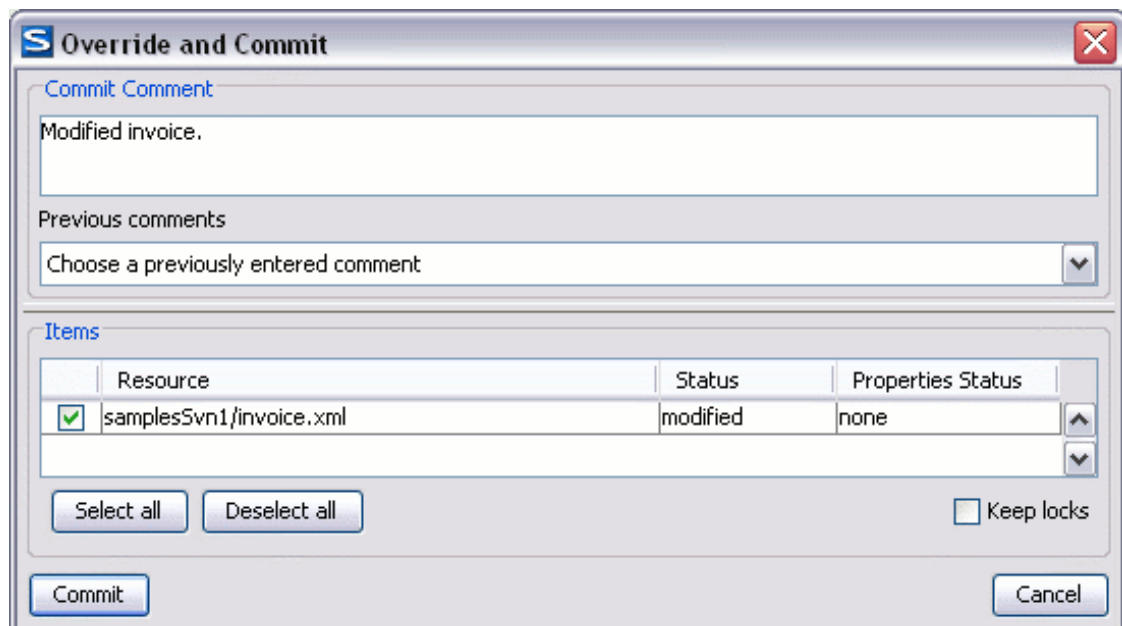 S Override and Commit
Commit Comment
Modified invoice.
Previous comments
Choose a previously entered comment
Items
Resource Status Properties Status
samplesSvn1/invoice.xml modified none
Select all Deselect all Keep locks
Commit Cancel